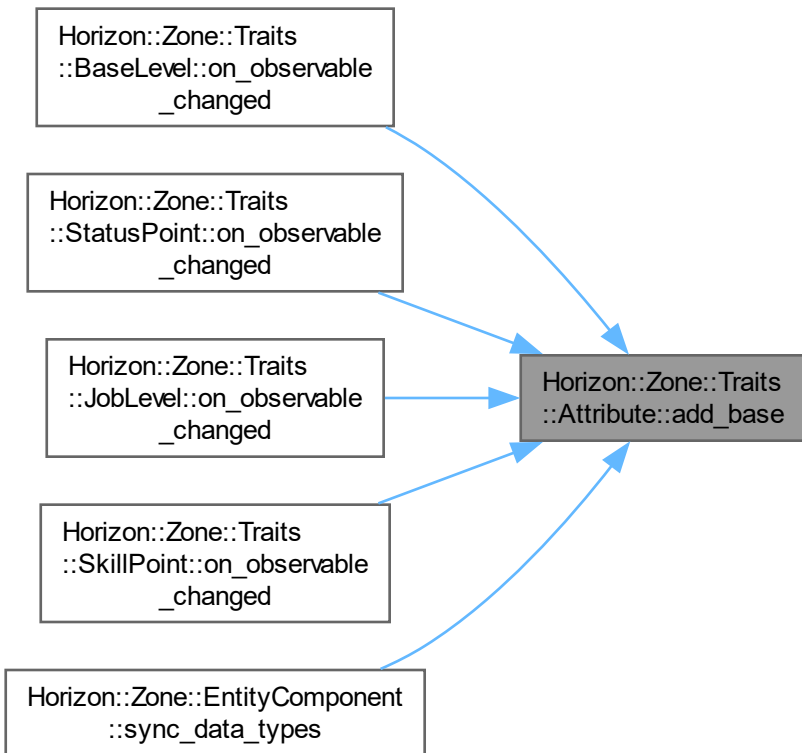 Horizon::Zone::Traits
::BaseLevel::on_observable
_changed
Horizon::Zone::Traits
::StatusPoint::on_observable
_changed
Horizon::Zone::Traits
::JobLevel::on_observable
_changed
Horizon::Zone::Traits
::SkillPoint::on_observable
_changed
Horizon::Zone::EntityComponent
::sync_data_types
Horizon::Zone::Traits
::Attribute::add_base